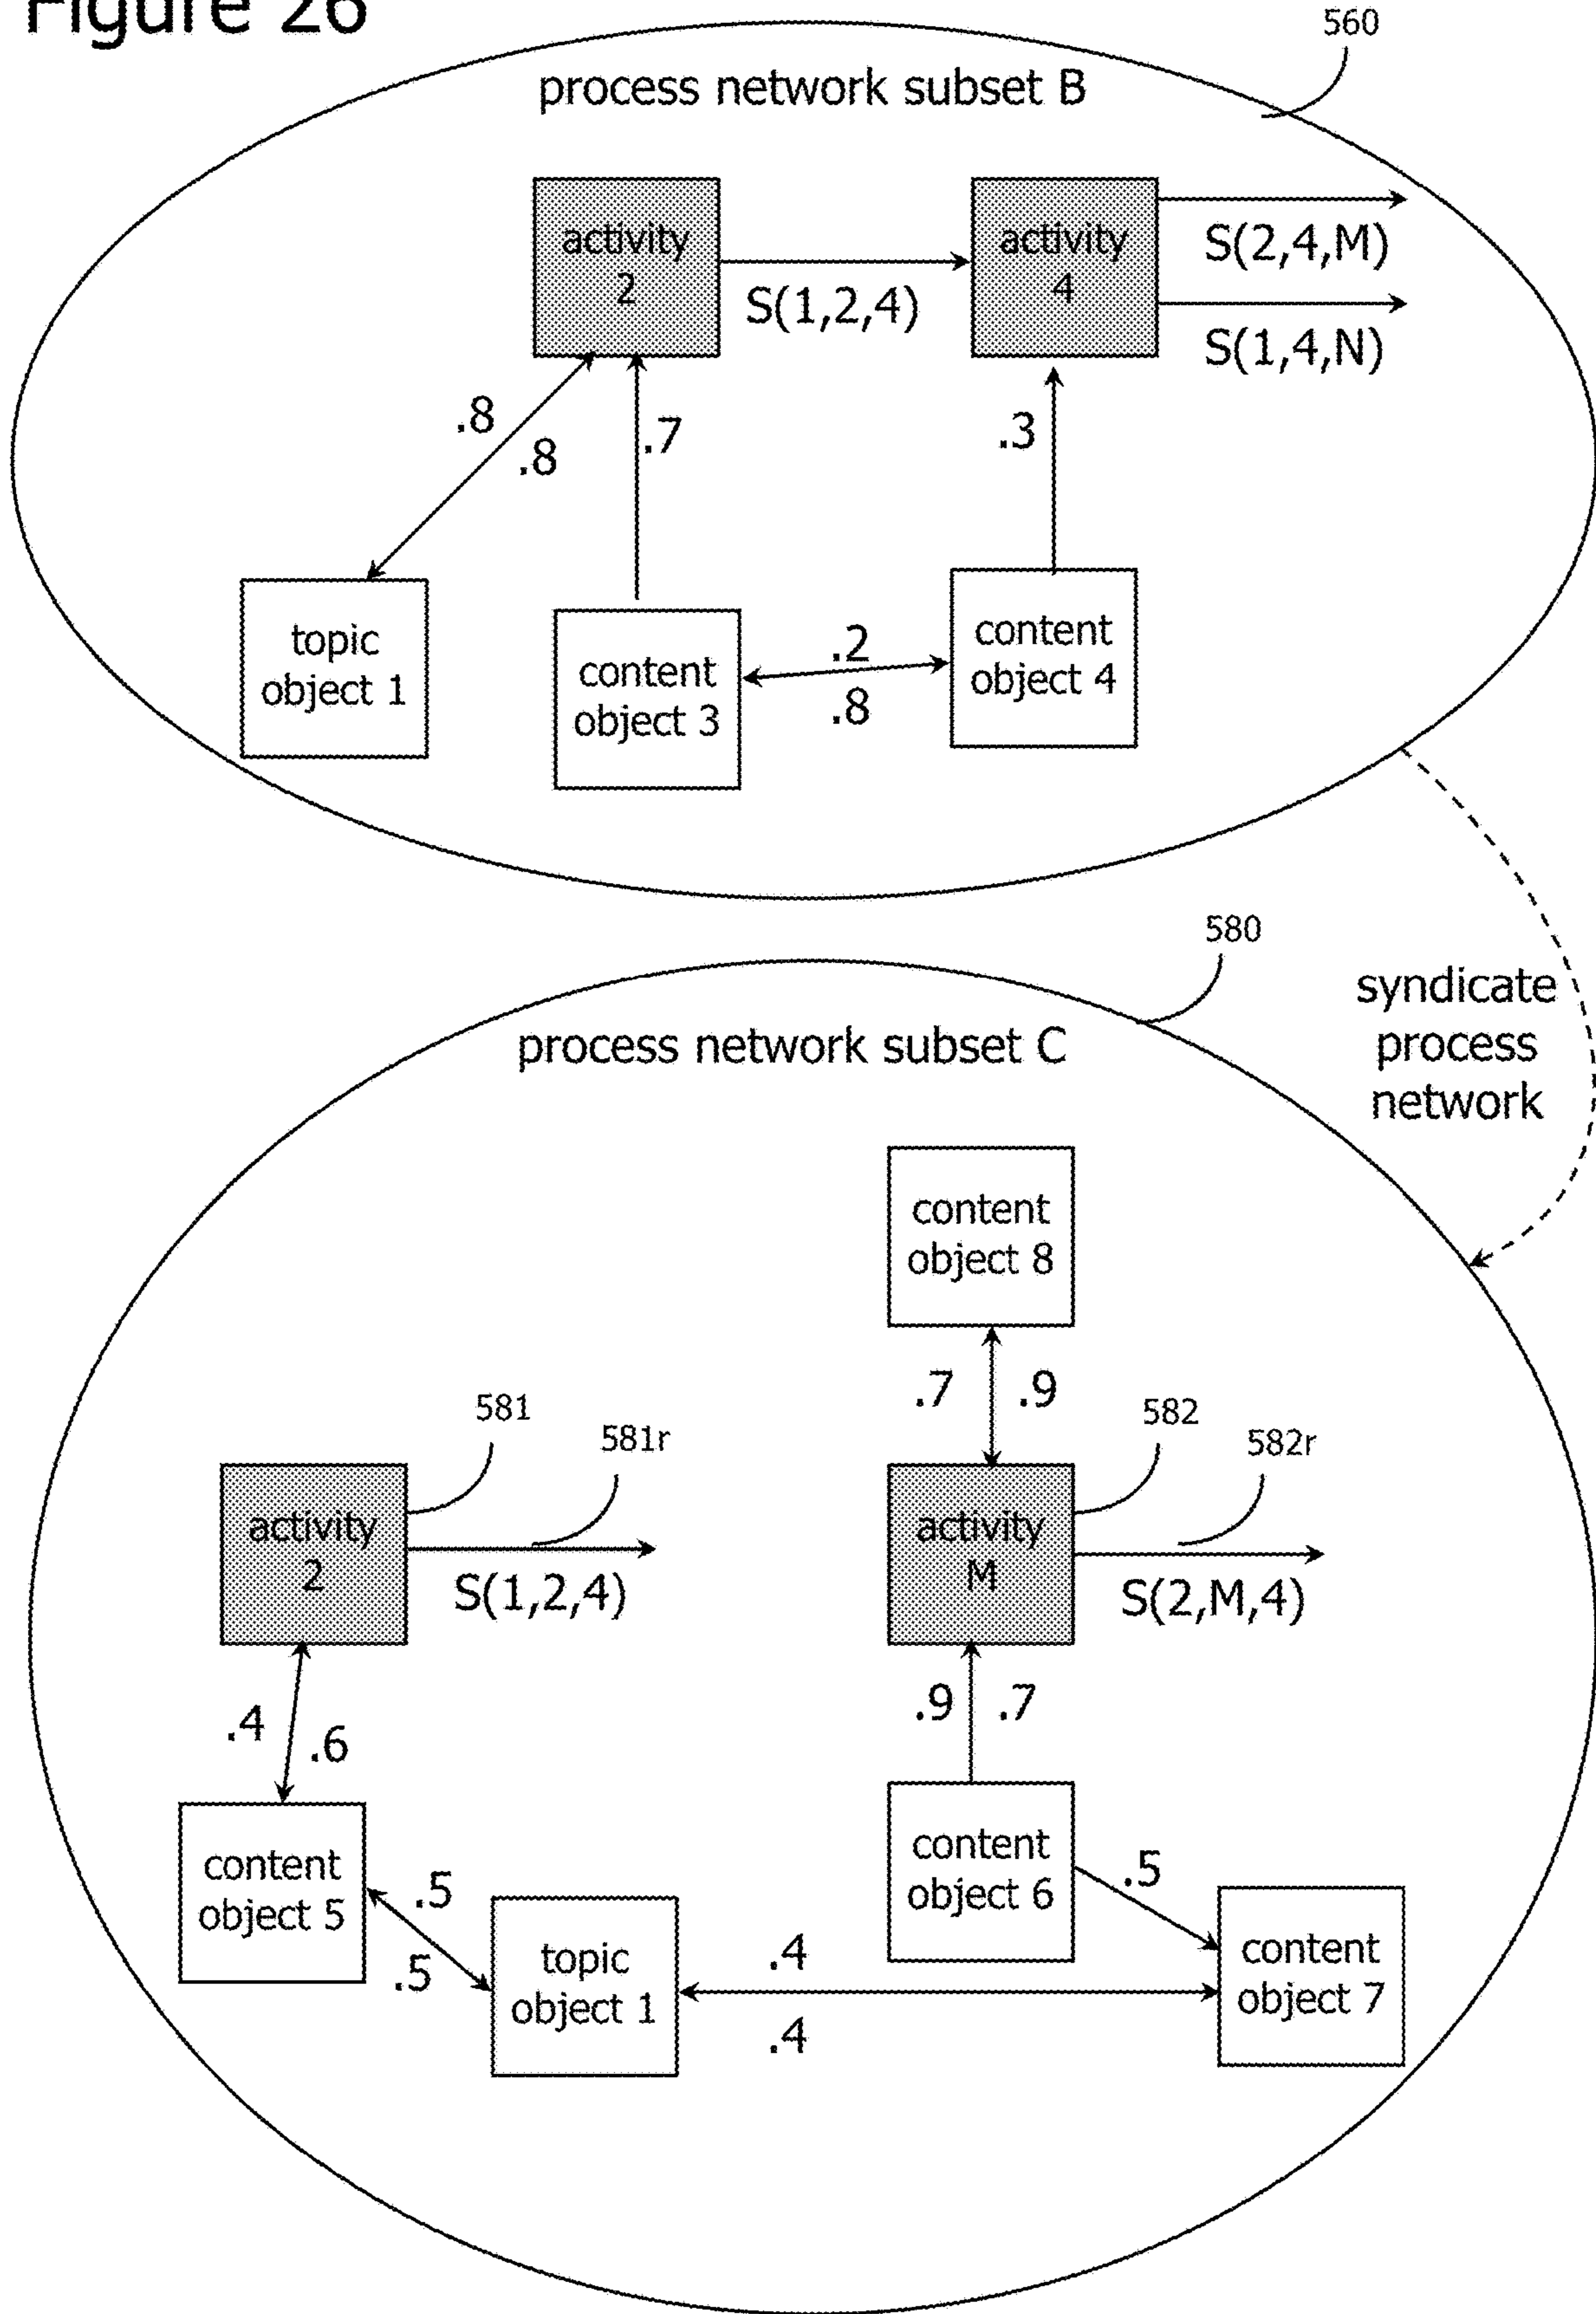 Figure 26
560
process network subset B
activity
2
activity
4
S(1,2,4)
S(2,4,M)
S(1,4,N)
.8
.8
.7
.3
topic
object 1
content
object 3
.2
.8
content
object 4
580
syndicate
process
network
process network subset C
content
object 8
.7
.9
581
581r
582
582r
activity
2
S(1,2,4)
activity
M
S(2,M,4)
.4
.6
.9
.7
content
object 5
.5
.5
topic
object 1
content
object 6
.5
.4
.4
content
object 7